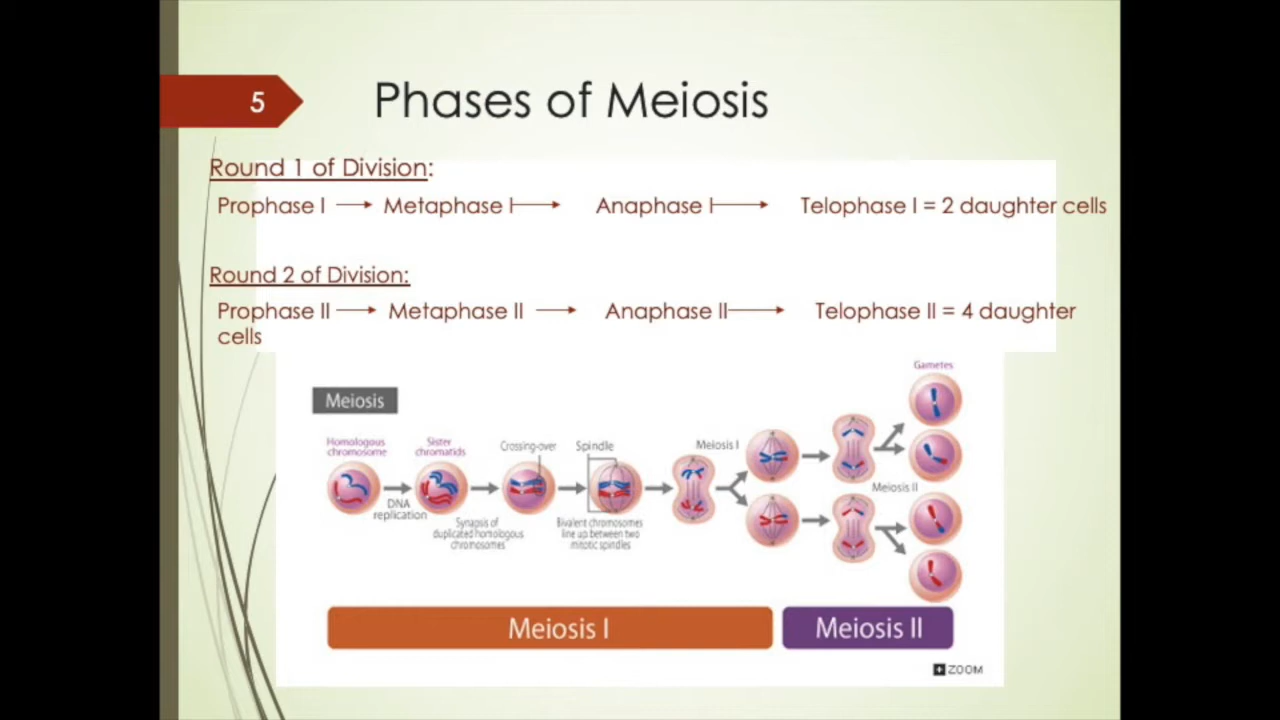 5
Phases of Meiosis
Round 1 of Division:
Prophase I → Metaphase I → Anaphase I → Telophase I = 2 daughter cells
Round 2 of Division:
Prophase II → Metaphase II → Anaphase II → Telophase II = 4 daughter
cells
Gametes
Meiosis
Homologous
chromosome
Sister
chromatids
Crossing-over
Spindle
Meiosis I
DNA
replication
Meiosis II
Synapsis of
duplicated homologous
chromosomes
Bivalent chromosomes
line up between two
mitotic spindles
Meiosis I
Meiosis II
ZOOM